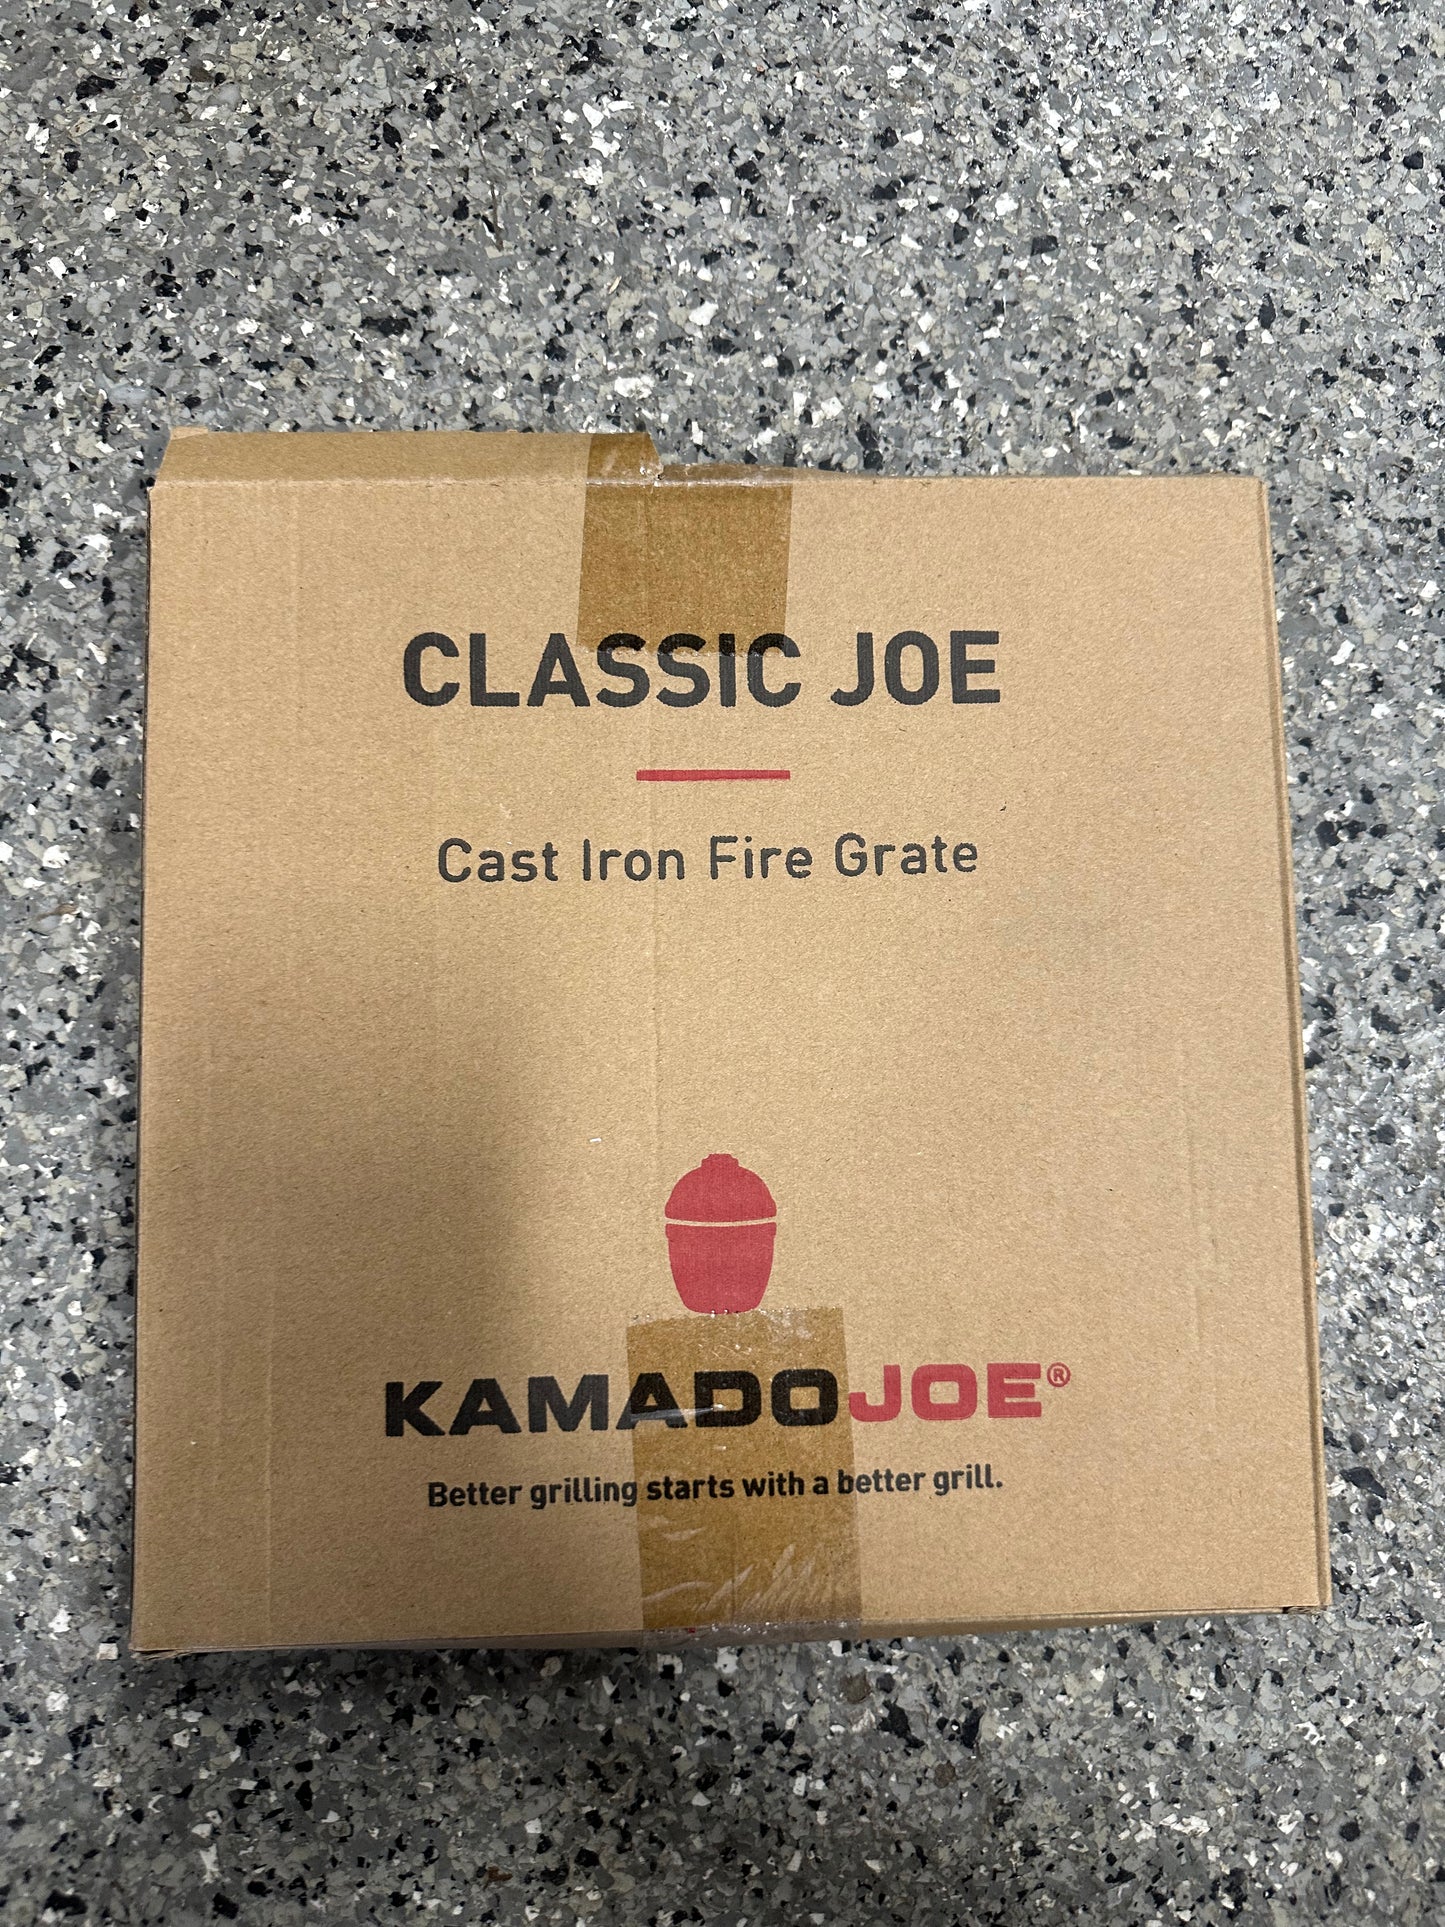 CLASSIC JOE
Cast Iron Fire Grate
KAMADOJOE®
Better grilling starts with a better grill.